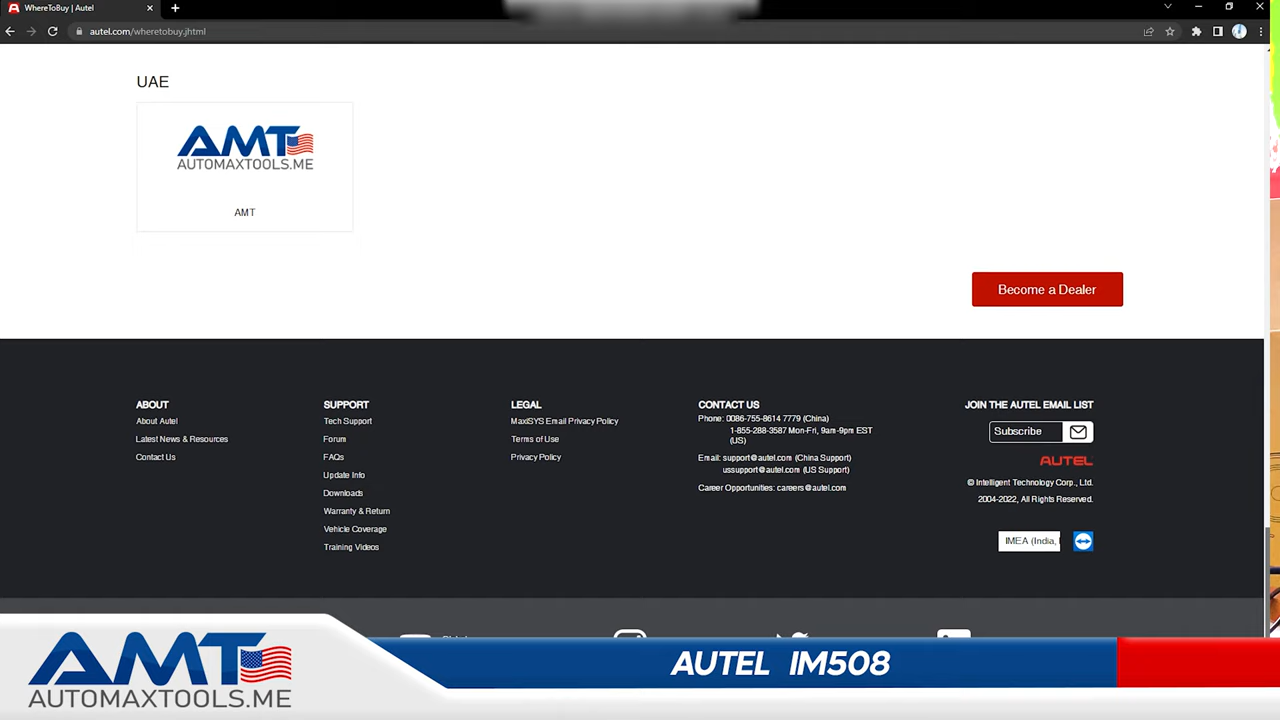 WhereToBuy | Autel
autel.com/wheretobuy.jhtml
UAE
AMT
AUTOMAXTOOLS.ME
AMT
Become a Dealer
ABOUT
About Autel
Latest News & Resources
Contact Us
SUPPORT
Tech Support
Forum
FAQs
Update Info
Downloads
Warranty & Return
Vehicle Coverage
Training Videos
LEGAL
MaxiSYS Email Privacy Policy
Terms of Use
Privacy Policy
CONTACT US
Phone: 0086-755-8614 7779 (China)
1-855-288-3587 Mon-Fri, 9am-9pm EST
(US)
Email: support@autel.com (China Support)
ussupport@autel.com (US Support)
Career Opportunities: careers@autel.com
JOIN THE AUTEL EMAIL LIST
Subscribe
AUTEL
© Intelligent Technology Corp., Ltd.
2004-2022, All Rights Reserved.
IMEA (India,
AMT
AUTOMAXTOOLS.ME
AUTEL IM508